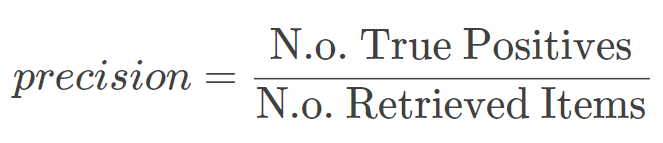 N.o. True Positives
precision =
N.o. Retrieved Items